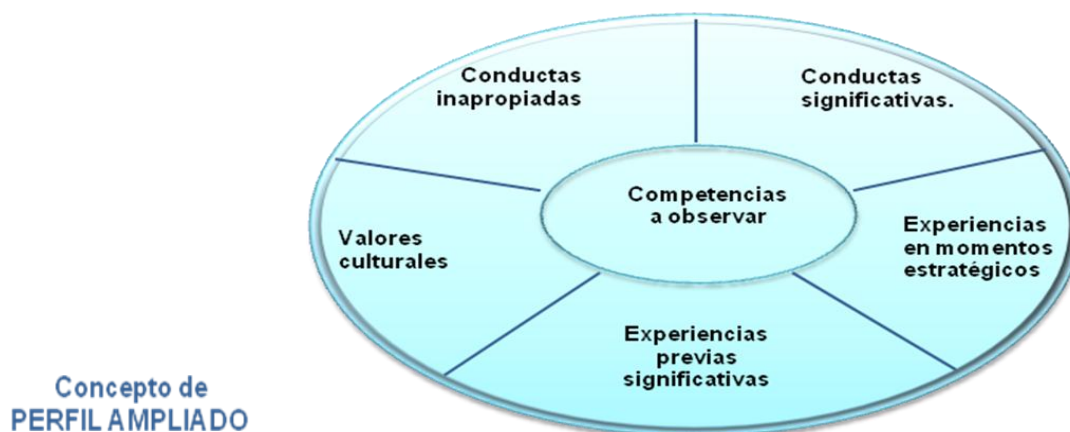 Conductas
inapropiadas
Conductas
significativas.
Competencias
a observar
Valores
culturales
Experiencias
en momentos
estratégicos
Experiencias
previas
significativas
Concepto de
PERFIL AMPLIADO